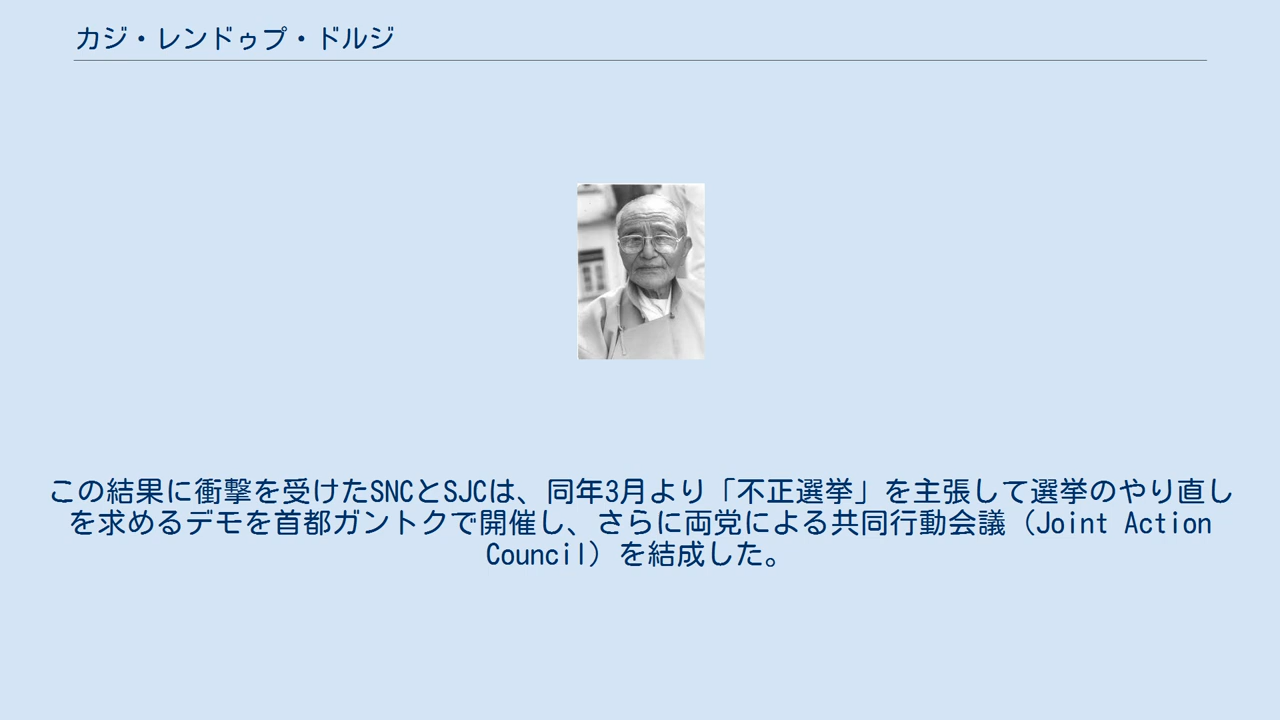 カジ・レンドゥプ・ドルジ
この結果に衝撃を受けたSNCとSJCは、同年3月より「不正選挙」を主張して選挙のやり直し
を求めるデモを首都ガントクで開催し、さらに両党による共同行動会議（Joint Action
Council）を結成した。